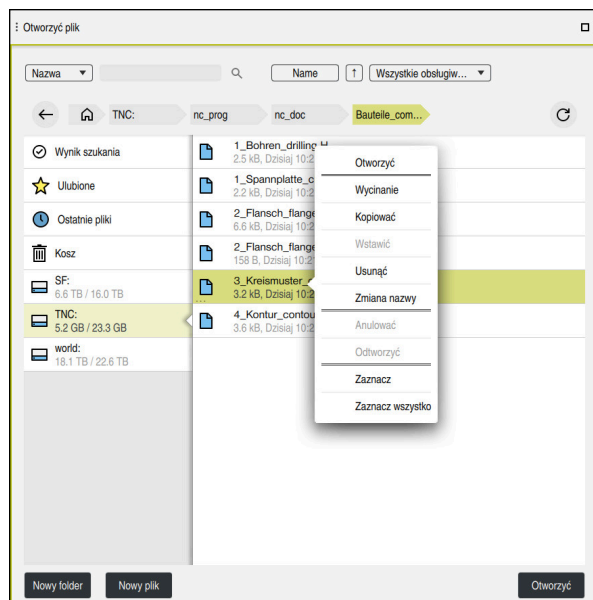 Otworzyć plik
Nazwa
Name
↑
Wszystkie obsługiw...
TNC:
nc_prog
nc_doc
Bauteile_com...
Wynik szukania
Ulubione
Ostatnie pliki
Kosz
SF:
6.6 TB / 16.0 TB
TNC:
5.2 GB / 23.3 GB
world:
18.1 TB / 22.6 TB
1_Bohren_drilling.H
2.5 kB, Dzisiaj 10:2
1_Spannplatte_c
2.2 kB, Dzisiaj 10:2
2_Flansch_flange
6.6 kB, Dzisiaj 10:2
2_Flansch_flange
158 B, Dzisiaj 10:2
3_Kreismuster_
3.2 kB, Dzisiaj 10:2
...
4_Kontur_contou
3.6 kB, Dzisiaj 10:2
Otworzyć
Wycinanie
Kopiować
Wstawić
Usunąć
Zmiana nazwy
Anulować
Odtworzyć
Zaznacz
Zaznacz wszystko
Nowy folder
Nowy plik
Otworzyć